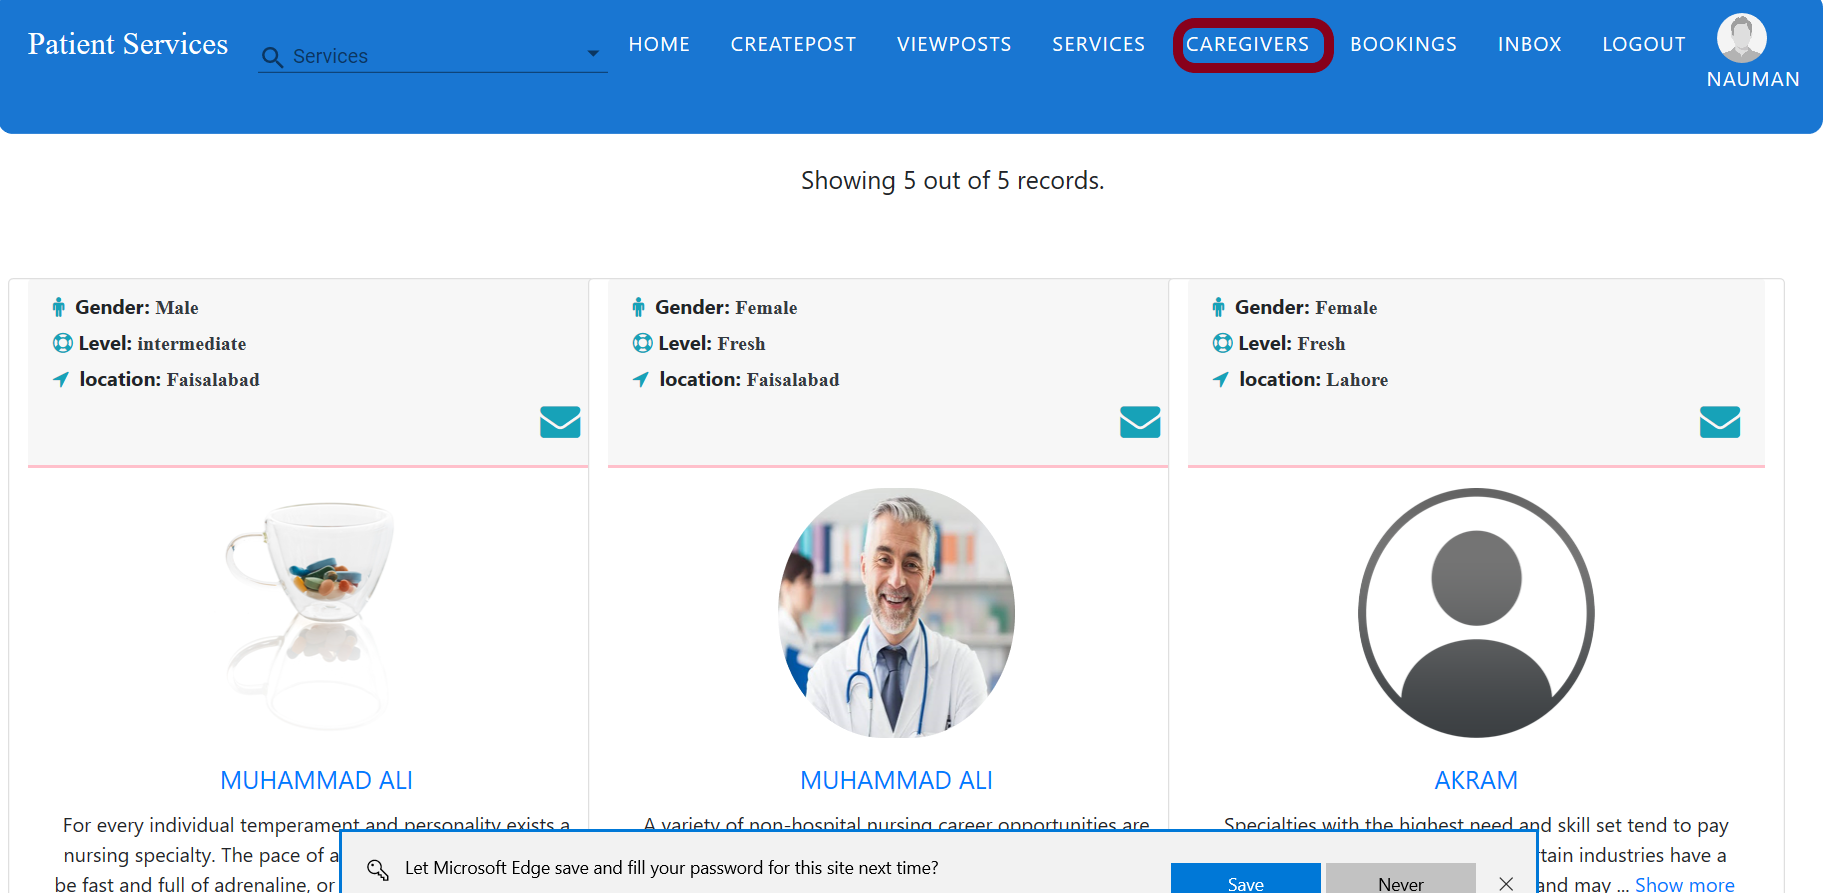 Patient Services
Services
HOME CREATEPOST VIEWPOSTS SERVICES CAREGIVERS BOOKINGS INBOX LOGOUT
NAUMAN
Showing 5 out of 5 records.
Gender: Male
Level: intermediate
location: Faisalabad
MUHAMMAD ALI
For every individual temperament and personality exists a
nursing specialty. The pace of a
be fast and full of adrenaline, or
Gender: Female
Level: Fresh
location: Faisalabad
MUHAMMAD ALI
A variety of non-hospital nursing career opportunities are
Gender: Female
Level: Fresh
location: Lahore
AKRAM
Specialties with the highest need and skill set tend to pay
tain industries have a
and may ... Show more
Let Microsoft Edge save and fill your password for this site next time?
Save
Never